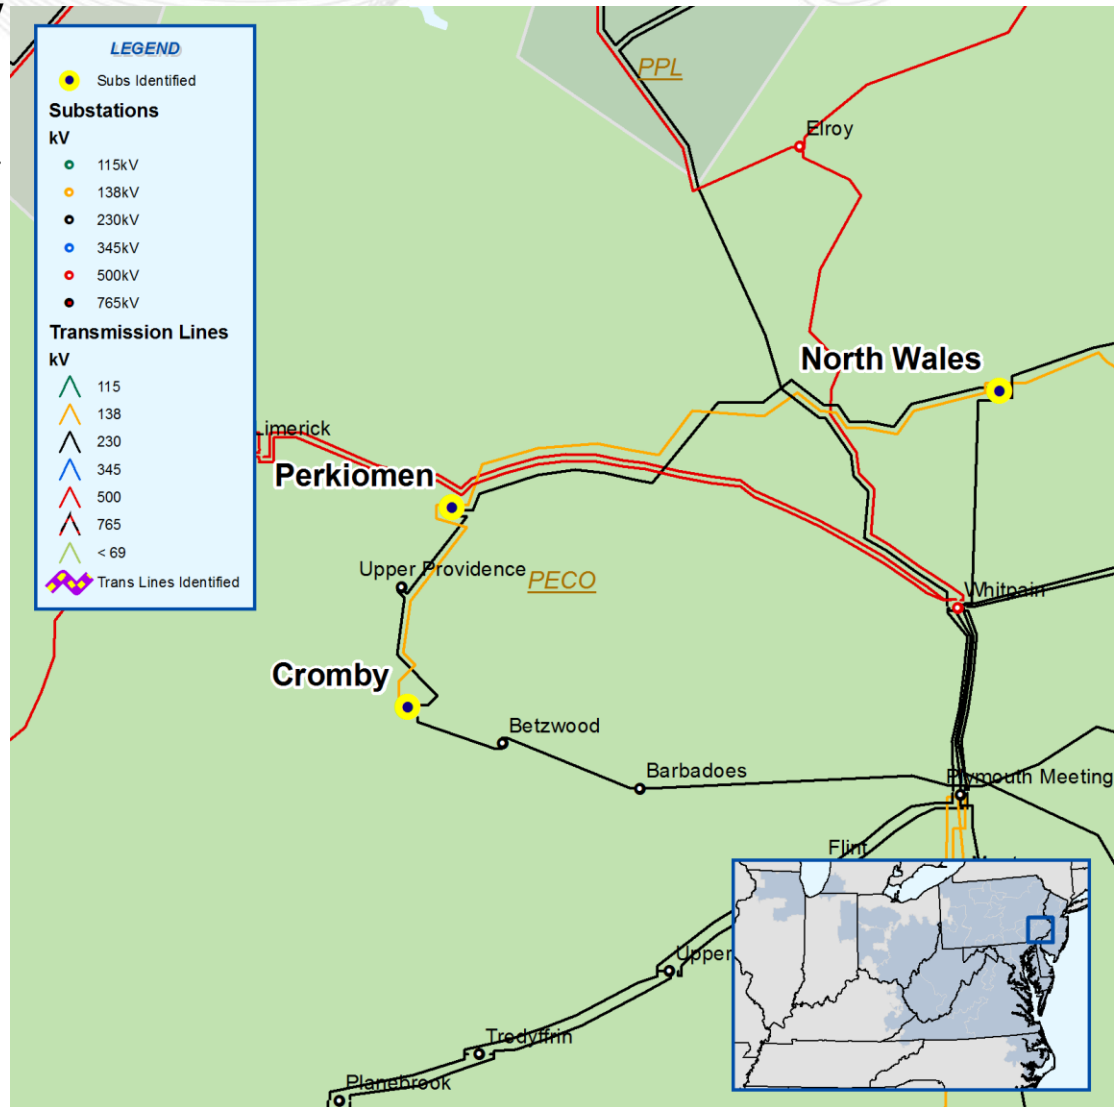 LEGEND
Subs Identified
Substations
kV
115kV
138kV
230kV
345kV
500kV
765kV
Transmission Lines
kV
115
138
230
345
500
765
< 69
Trans Lines Identified
PPL
Elroy
North Wales
Limerick
Perkiomen
Upper Providence
PECO
Whitpain
Cromby
Betzwood
Barbadoes
Plymouth Meeting
Flint
Upper
Tredyffrin
Planebrook